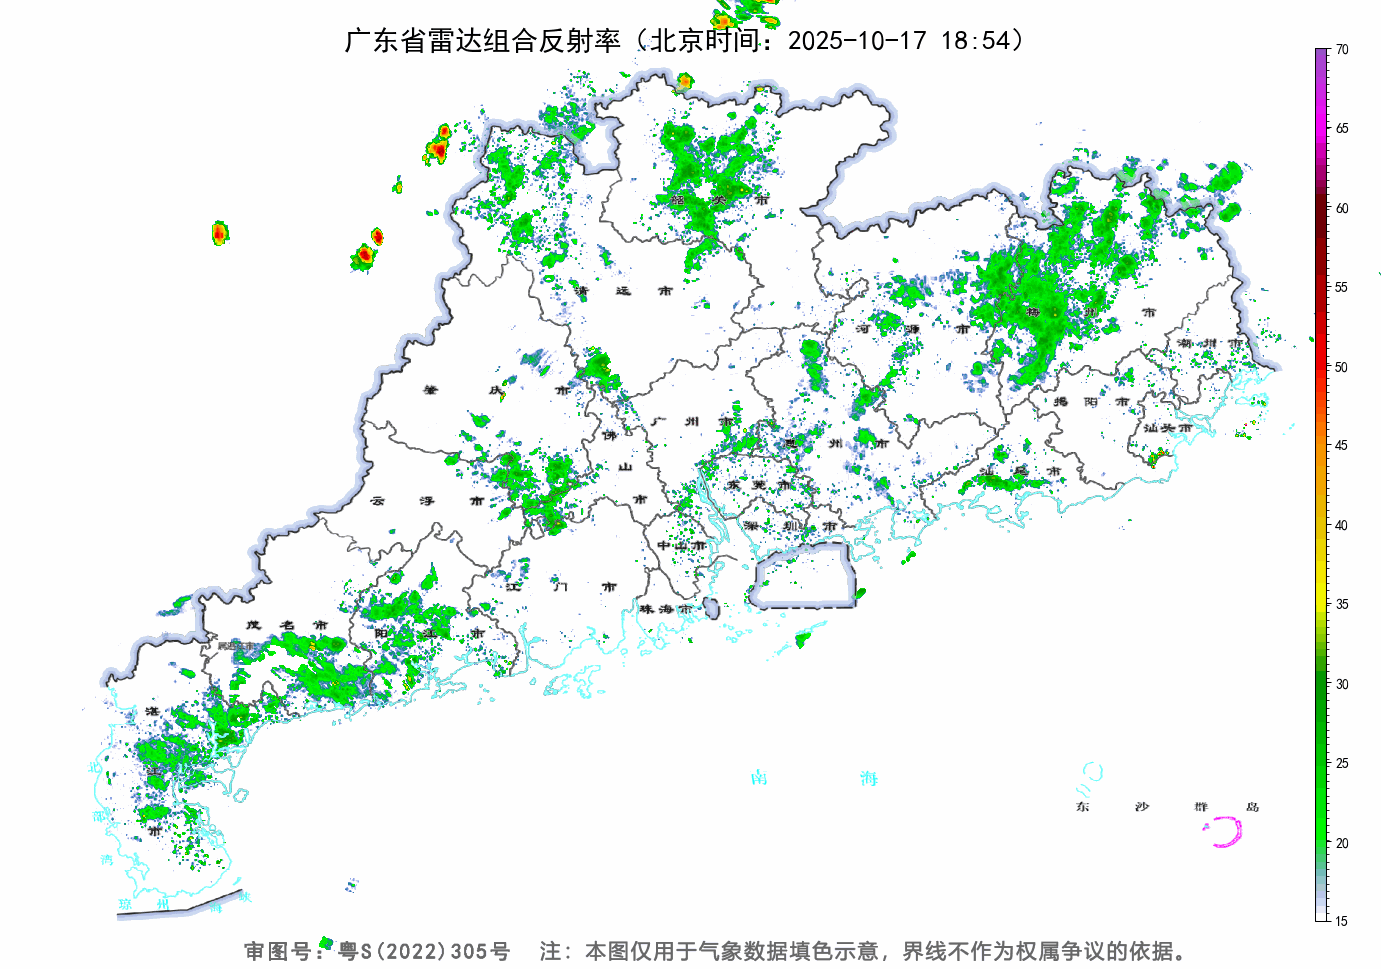 广东省雷达组合反射率（北京时间：2025-10-17 18:54）
70
65
60
55
50
45
40
35
30
25
20
15
韶关市
清远市
河源市
梅州市
潮州市
肇庆市
广州市
佛山市
惠州市
揭阳市
汕头市
汕尾市
云浮市
东莞市
深圳市
中山市
江门市
珠海市
茂名市
阳江市
湛江市
北部湾
琼州海峡
南海
东沙群岛
审图号：粤S(2022)305号 注：本图仅用于气象数据填色示意，界线不作为权属争议的依据。